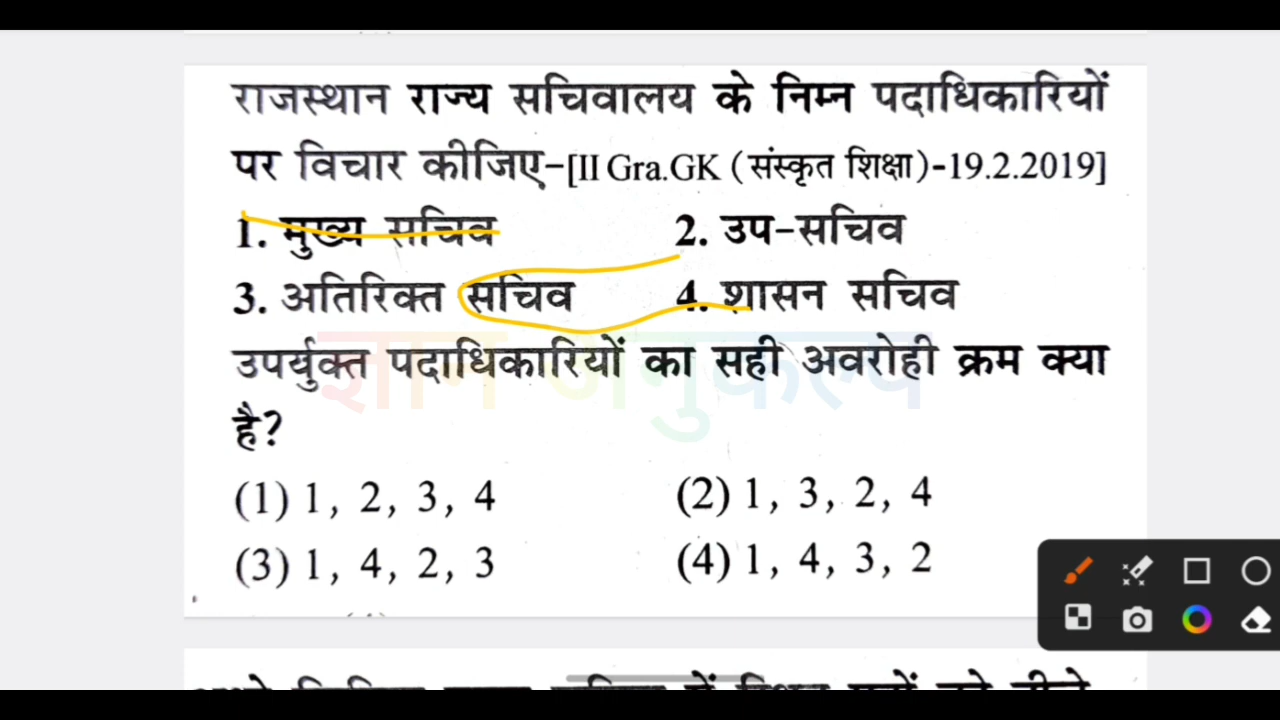 राजस्थान राज्य सचिवालय के निम्न पदाधिकारियों
पर विचार कीजिए-[II Gra.GK (संस्कृत शिक्षा)-19.2.2019]
1. मुख्य सचिव 2. उप-सचिव
3. अतिरिक्त सचिव 4. शासन सचिव
ज्ञान अनुकल्प
उपर्युक्त पदाधिकारियों का सही अवरोही क्रम क्या
है?
(1) 1, 2, 3, 4 (2) 1, 3, 2, 4
(3) 1, 4, 2, 3 (4) 1, 4, 3, 2